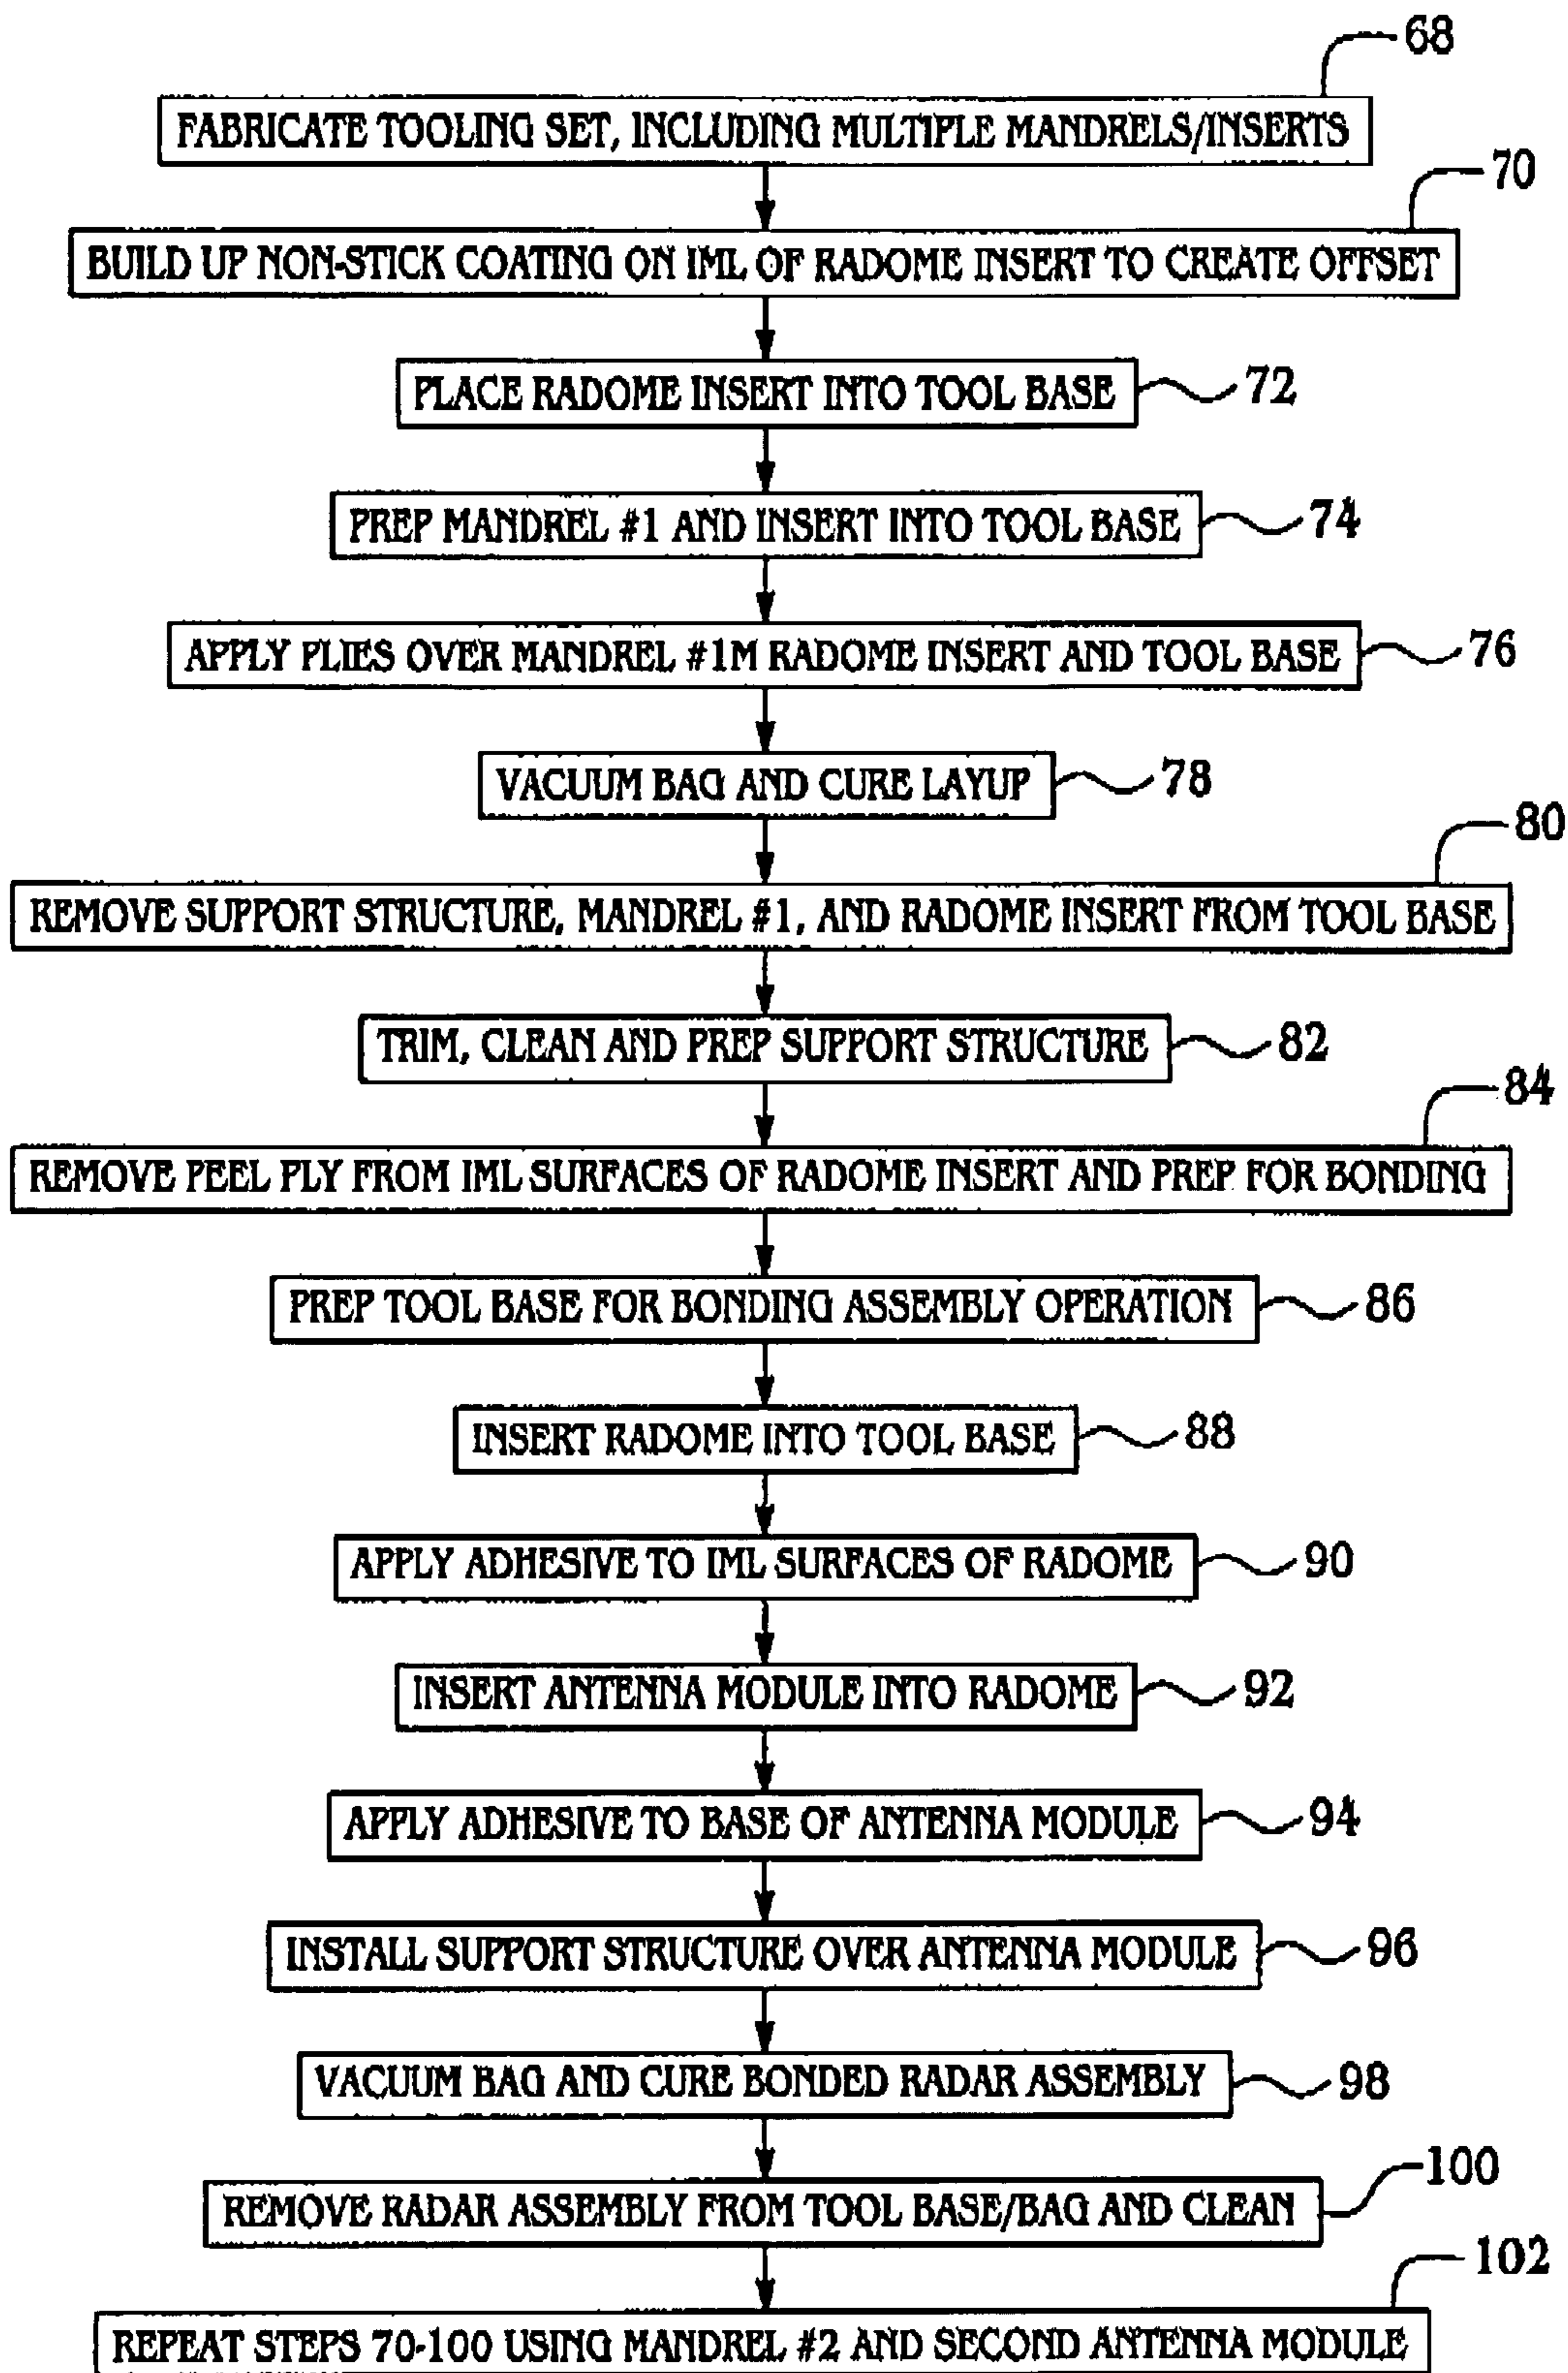 68
FABRICATE TOOLING SET, INCLUDING MULTIPLE MANDRELS/INSERTS
70
BUILD UP NON-STICK COATING ON IML OF RADOME INSERT TO CREATE OFFSET
PLACE RADOME INSERT INTO TOOL BASE 72
PREP MANDREL #1 AND INSERT INTO TOOL BASE 74
APPLY PLIES OVER MANDREL #1M RADOME INSERT AND TOOL BASE 76
VACUUM BAG AND CURE LAYUP 78
80
REMOVE SUPPORT STRUCTURE, MANDREL #1, AND RADOME INSERT FROM TOOL BASE
TRIM, CLEAN AND PREP SUPPORT STRUCTURE 82
84
REMOVE PEEL PLY FROM IML SURFACES OF RADOME INSERT AND PREP FOR BONDING
PREP TOOL BASE FOR BONDING ASSEMBLY OPERATION 86
INSERT RADOME INTO TOOL BASE 88
APPLY ADHESIVE TO IML SURFACES OF RADOME 90
INSERT ANTENNA MODULE INTO RADOME 92
APPLY ADHESIVE TO BASE OF ANTENNA MODULE 94
INSTALL SUPPORT STRUCTURE OVER ANTENNA MODULE 96
VACUUM BAG AND CURE BONDED RADAR ASSEMBLY 98
REMOVE RADAR ASSEMBLY FROM TOOL BASE/BAG AND CLEAN 100
102
REPEAT STEPS 70-100 USING MANDREL #2 AND SECOND ANTENNA MODULE